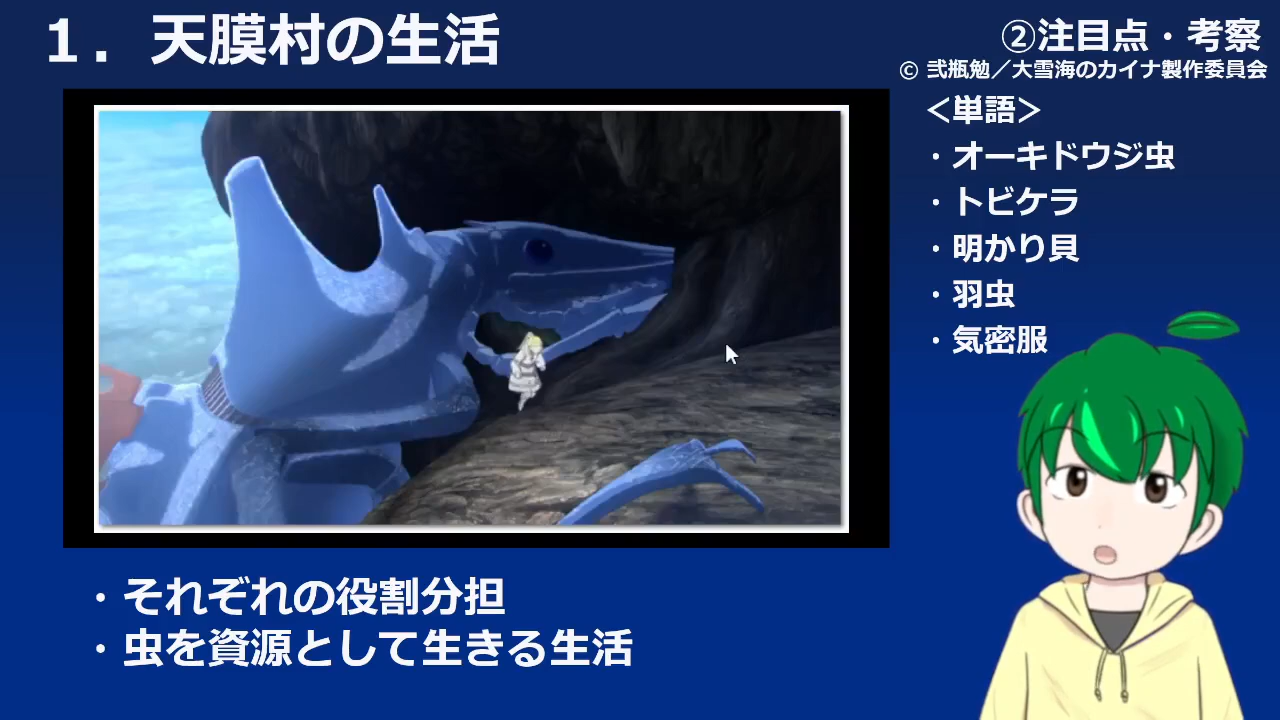 １．天膜村の生活
②注目点・考察
© 弐瓶勉／大雪海のカイナ製作委員会
＜単語＞
・オーキドウジ虫
・トビケラ
・明かり貝
・羽虫
・気密服
・それぞれの役割分担
・虫を資源として生きる生活